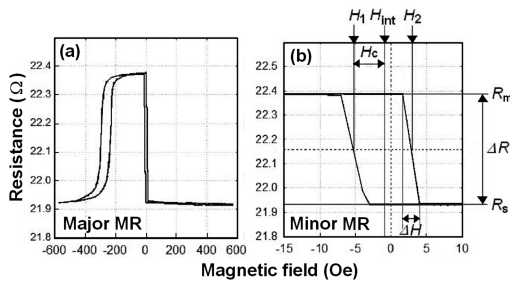 H1 Hint H2
(a)
(b)
Hc
Resistance (Ω)
22.4
22.3
22.2
22.1
22.0
21.9
21.8
22.5
22.4
22.3
22.2
22.1
22.0
21.9
21.8
Rm
ΔR
Rs
Major MR
Minor MR
ΔH
-600 -400 -200 0 200 400 600
-15 -10 -5 0 5 10
Magnetic field (Oe)